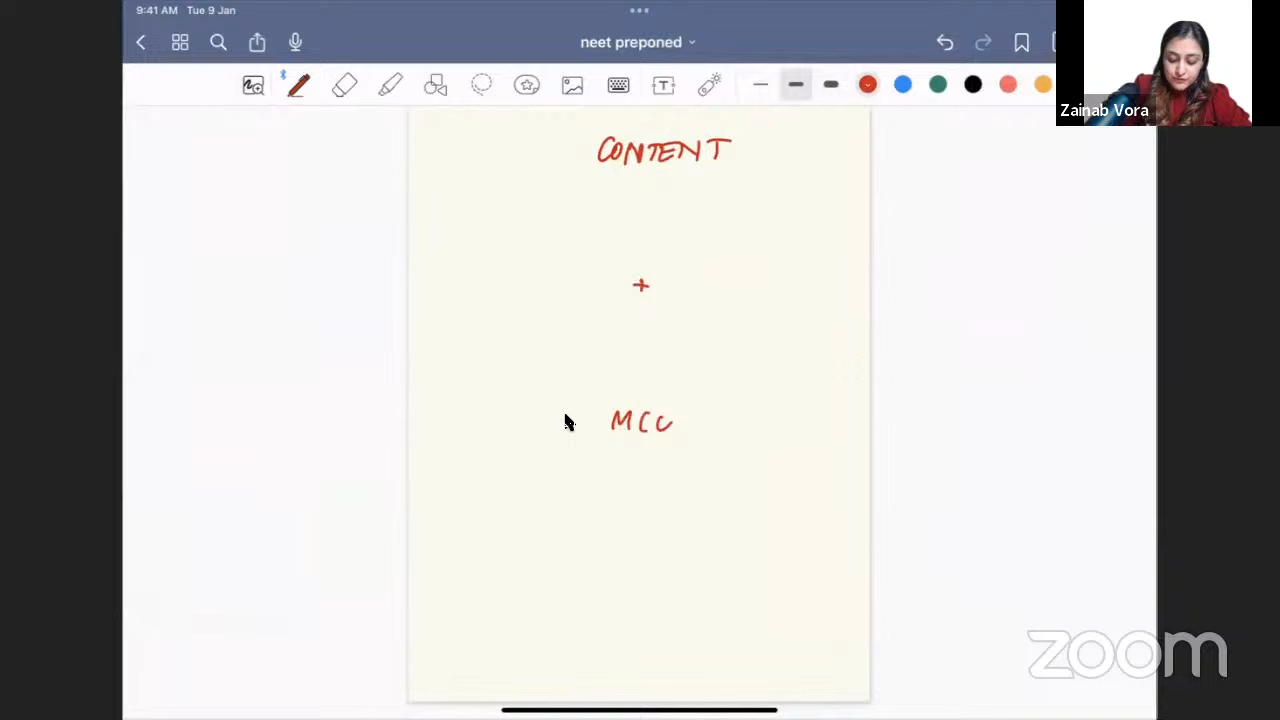 9:41 AM Tue 9 Jan
neet preponed
Zainab Vora
CONTENT
+
MCC
zoom